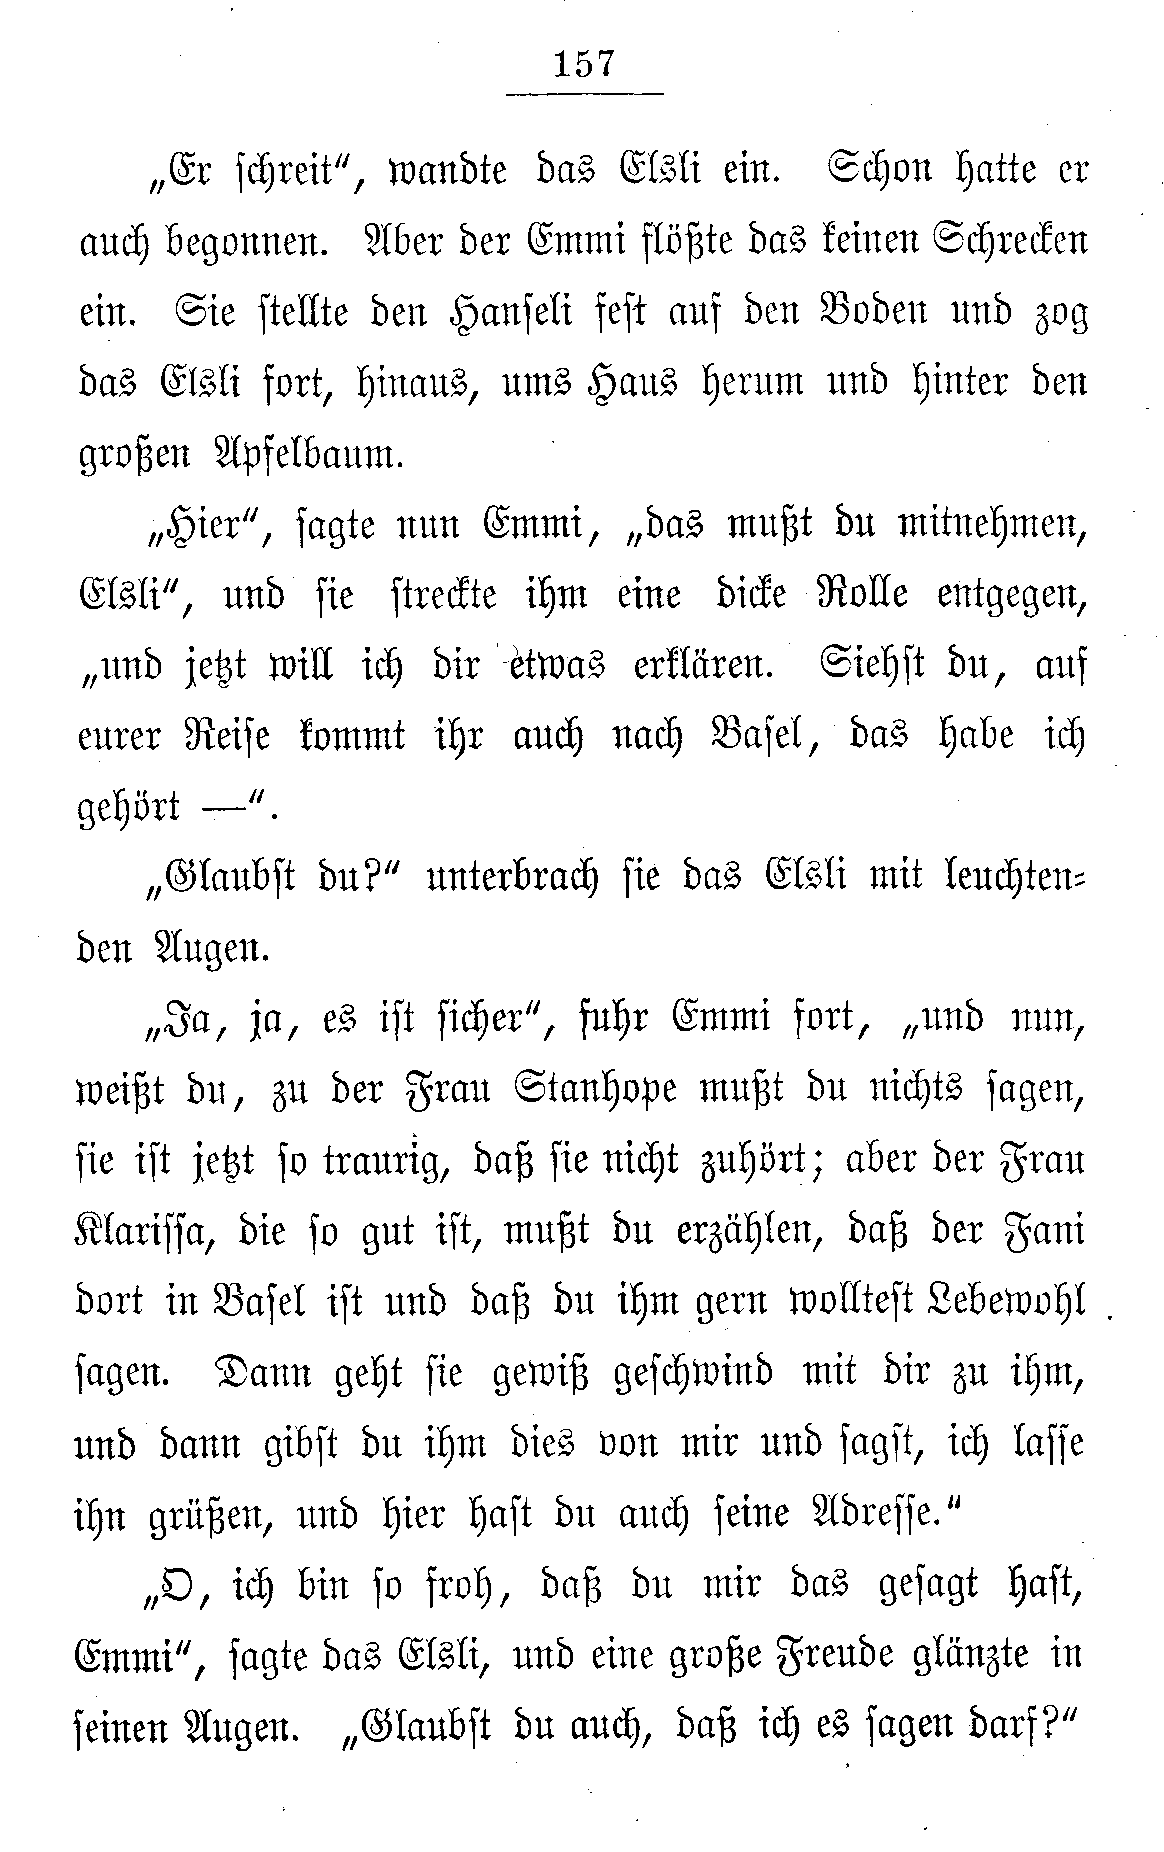 157
„Er schreit“, wandte das Elsli ein. Schon hatte er
auch begonnen. Aber der Emmi flößte das keinen Schrecken
ein. Sie stellte den Hanseli fest auf den Boden und zog
das Elsli fort, hinaus, ums Haus herum und hinter den
großen Apfelbaum.
„Hier“, sagte nun Emmi, „das mußt du mitnehmen,
Elsli“, und sie streckte ihm eine dicke Rolle entgegen,
„und jetzt will ich dir etwas erklären. Siehst du, auf
eurer Reise kommt ihr auch nach Basel, das habe ich
gehört —“.
„Glaubst du?“ unterbrach sie das Elsli mit leuchten-
den Augen.
„Ja, ja, es ist sicher“, fuhr Emmi fort, „und nun,
weißt du, zu der Frau Stanhope mußt du nichts sagen,
sie ist jetzt so traurig, daß sie nicht zuhört; aber der Frau
Klarissa, die so gut ist, mußt du erzählen, daß der Fani
dort in Basel ist und daß du ihm gern wolltest Lebewohl
sagen. Dann geht sie gewiß geschwind mit dir zu ihm,
und dann gibst du ihm dies von mir und sagst, ich lasse
ihn grüßen, und hier hast du auch seine Adresse.“
„O, ich bin so froh, daß du mir das gesagt hast,
Emmi“, sagte das Elsli, und eine große Freude glänzte in
seinen Augen. „Glaubst du auch, daß ich es sagen darf?“